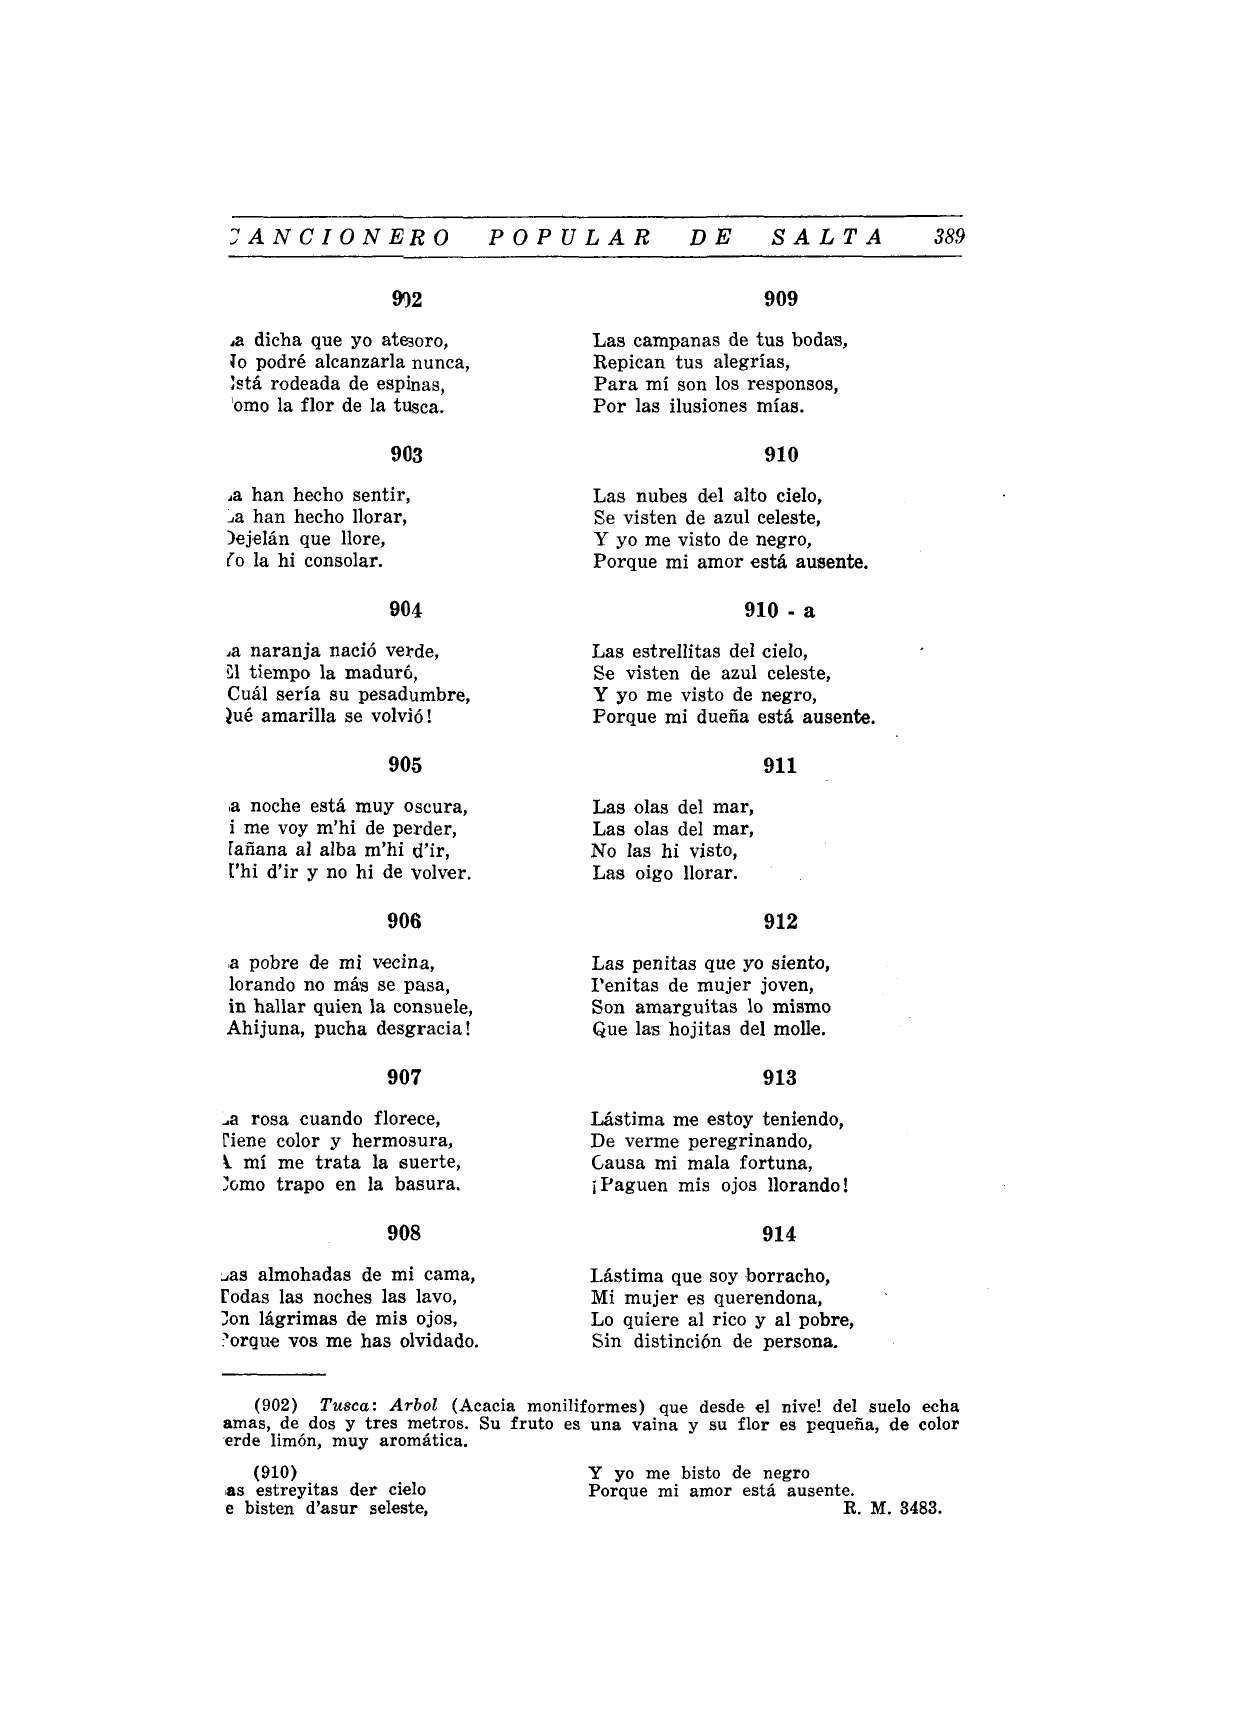 CANCIONERO POPULAR DE SALTA 389
902
La dicha que yo atesoro,
No podré alcanzarla nunca,
Está rodeada de espinas,
Como la flor de la tusca.
903
La han hecho sentir,
La han hecho llorar,
Dejelán que llore,
Yo la hi consolar.
904
La naranja nació verde,
El tiempo la maduró,
Cuál sería su pesadumbre,
Qué amarilla se volvió!
905
a noche está muy oscura,
i me voy m'hi de perder,
Mañana al alba m'hi d'ir,
M'hi d'ir y no hi de volver.
906
a pobre de mi vecina,
lorando no más se pasa,
in hallar quien la consuele,
Ahijuna, pucha desgracia!
907
La rosa cuando florece,
Tiene color y hermosura,
A mí me trata la suerte,
Como trapo en la basura.
908
Las almohadas de mi cama,
Todas las noches las lavo,
Con lágrimas de mis ojos,
Porque vos me has olvidado.
909
Las campanas de tus bodas,
Repican tus alegrías,
Para mí son los responsos,
Por las ilusiones mías.
910
Las nubes del alto cielo,
Se visten de azul celeste,
Y yo me visto de negro,
Porque mi amor está ausente.
910 - a
Las estrellitas del cielo,
Se visten de azul celeste,
Y yo me visto de negro,
Porque mi dueña está ausente.
911
Las olas del mar,
Las olas del mar,
No las hi visto,
Las oigo llorar.
912
Las penitas que yo siento,
Penitas de mujer joven,
Son amarguitas lo mismo
Que las hojitas del molle.
913
Lástima me estoy teniendo,
De verme peregrinando,
Causa mi mala fortuna,
¡Paguen mis ojos llorando!
914
Lástima que soy borracho,
Mi mujer es querendona,
Lo quiere al rico y al pobre,
Sin distinción de persona.
(902) Tusca: Arbol (Acacia moniliformes) que desde el nivel del suelo echa
amas, de dos y tres metros. Su fruto es una vaina y su flor es pequeña, de color
erde limón, muy aromática.
(910)
as estreyitas der cielo
e bisten d'asur seleste,
Y yo me bisto de negro
Porque mi amor está ausente.
R. M. 3483.